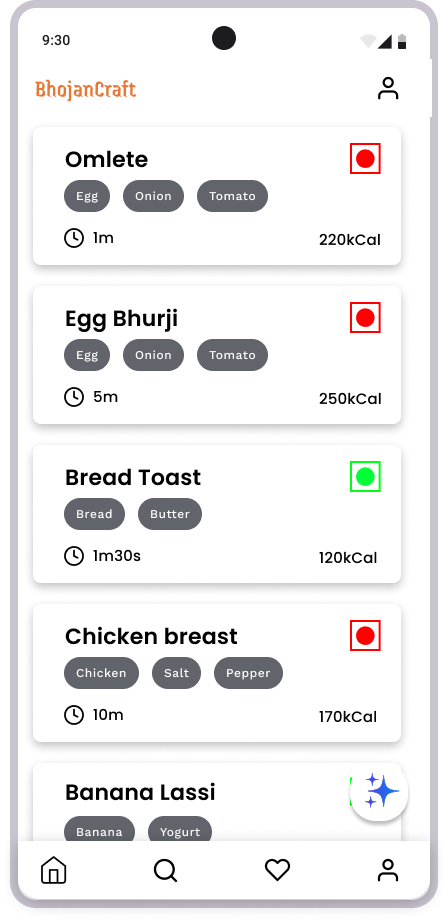 9:30
BhojanCraft
Omlete
Egg Onion Tomato
1m 220kCal
Egg Bhurji
Egg Onion Tomato
5m 250kCal
Bread Toast
Bread Butter
1m30s 120kCal
Chicken breast
Chicken Salt Pepper
10m 170kCal
Banana Lassi
Banana Yogurt